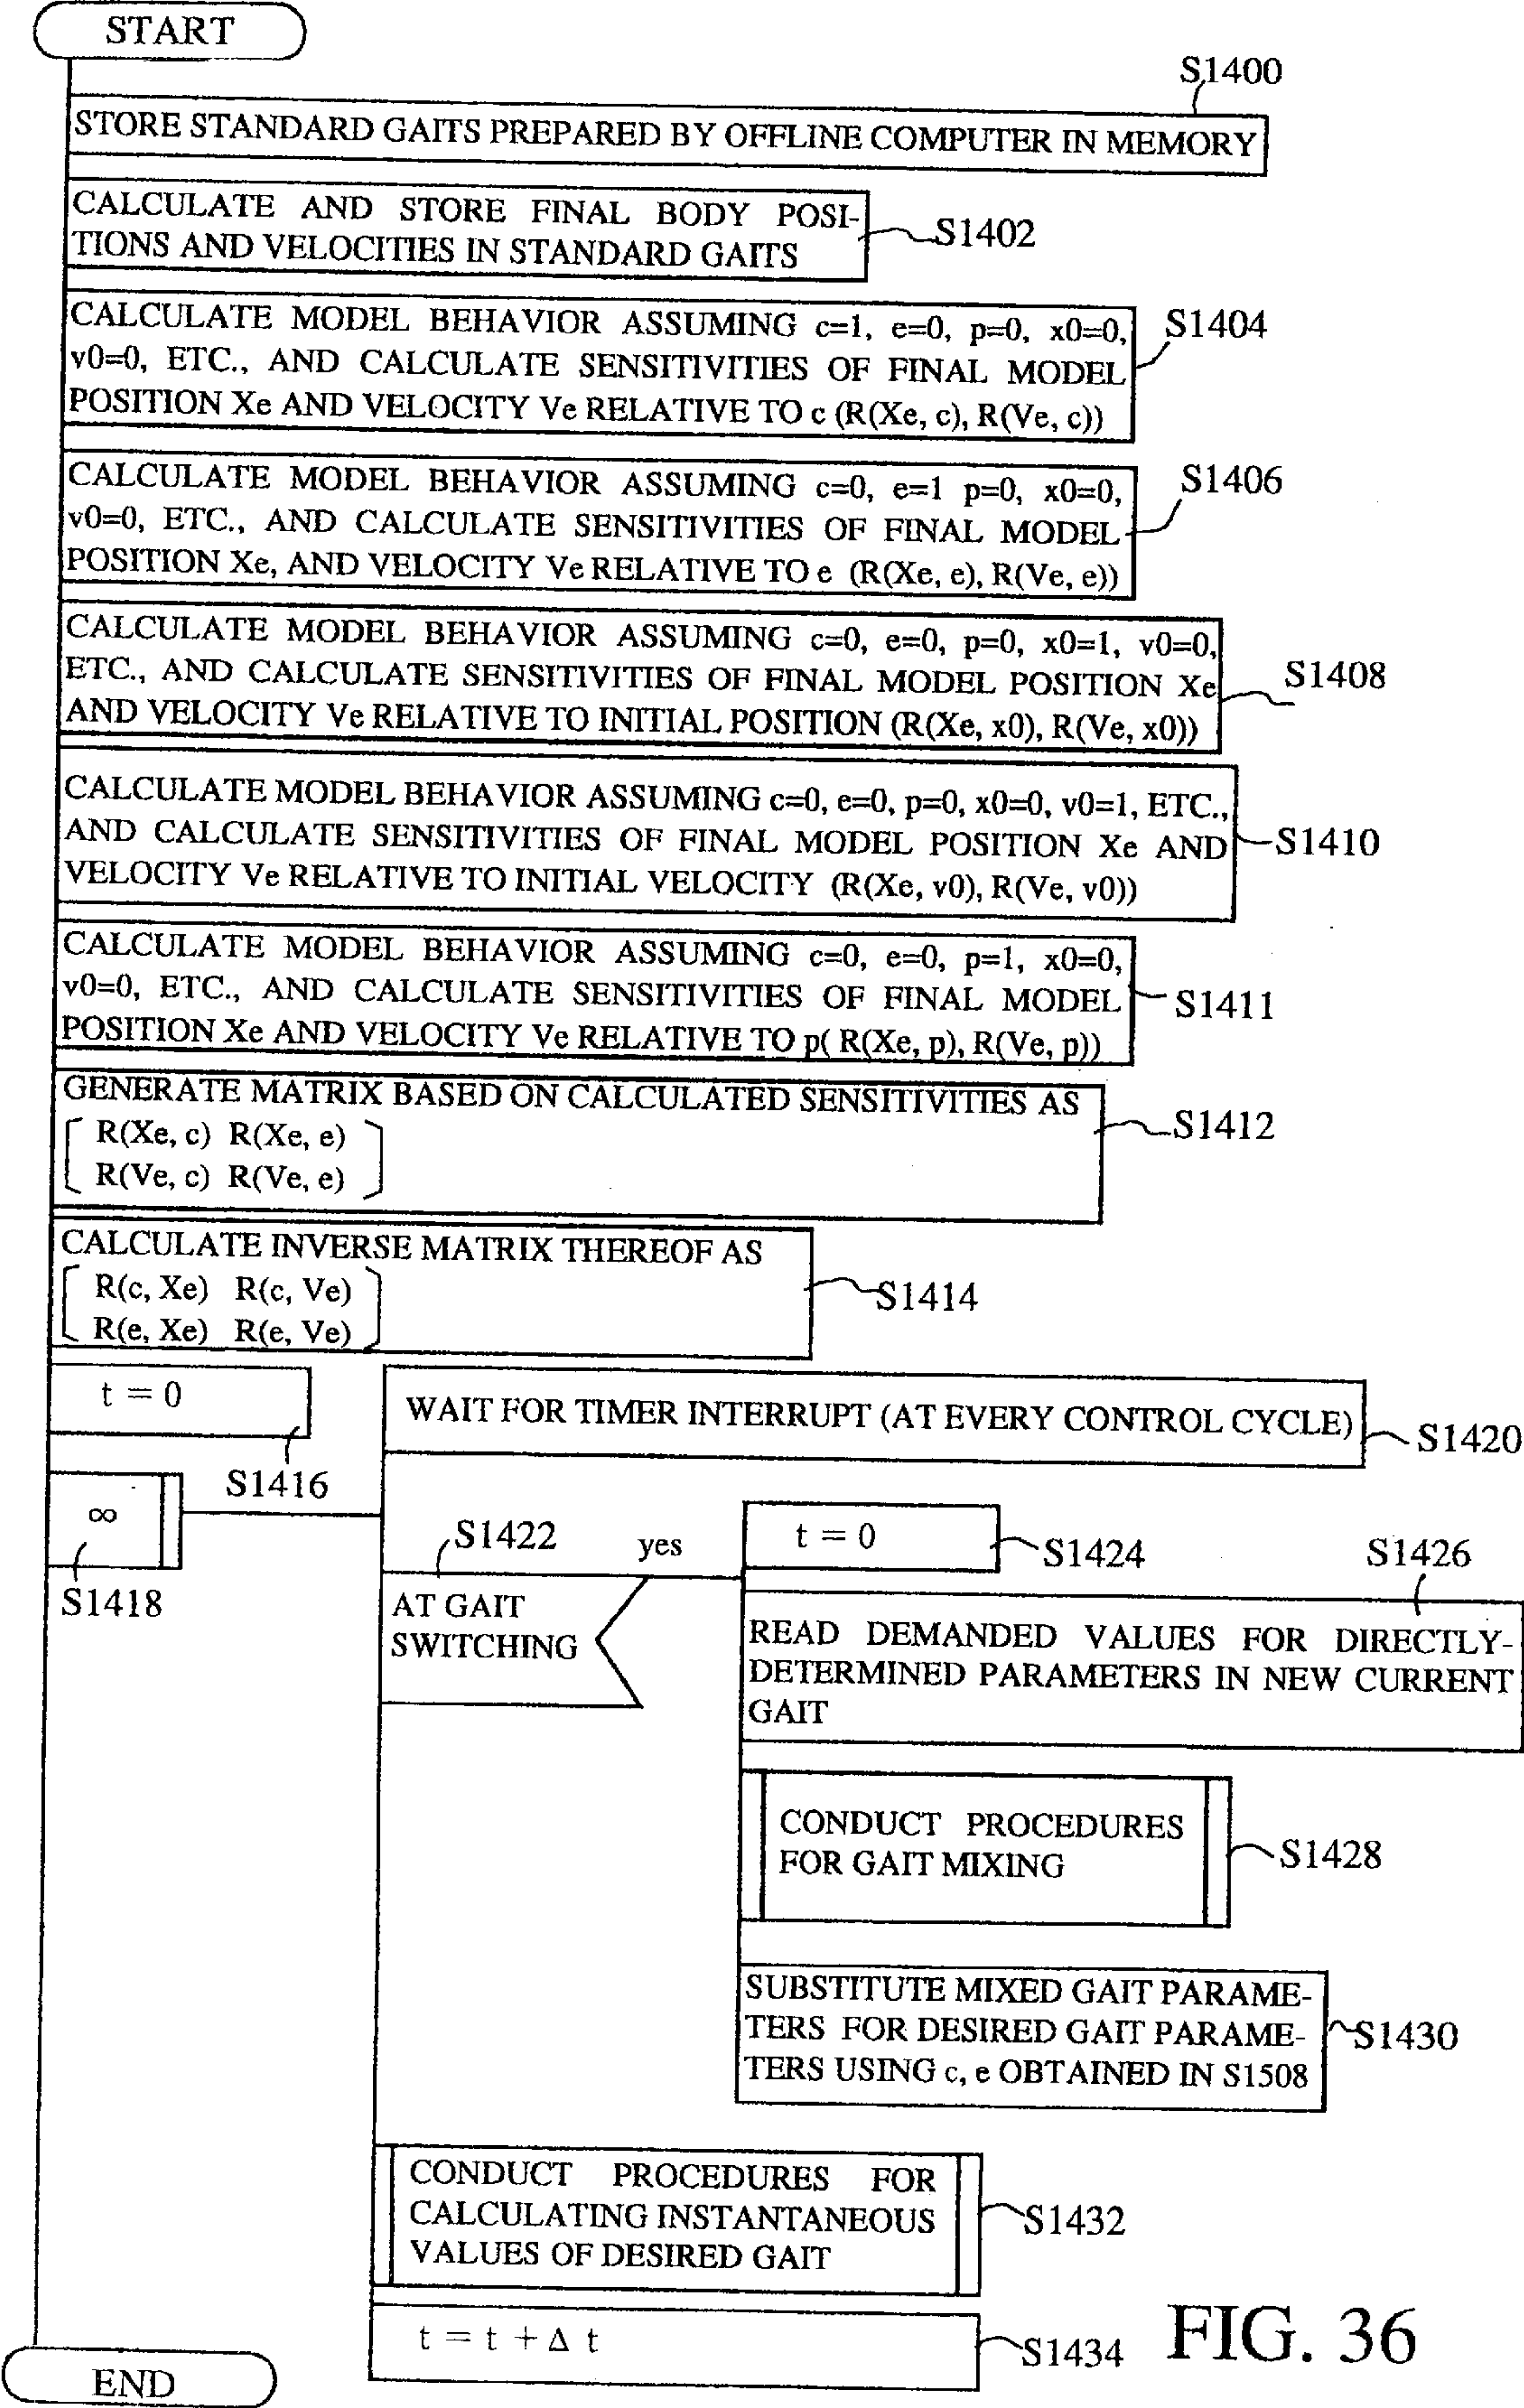 START
S1400
STORE STANDARD GAITS PREPARED BY OFFLINE COMPUTER IN MEMORY
CALCULATE AND STORE FINAL BODY POSI-
TIONS AND VELOCITIES IN STANDARD GAITS
S1402
CALCULATE MODEL BEHAVIOR ASSUMING c=1, e=0, p=0, x0=0,
v0=0, ETC., AND CALCULATE SENSITIVITIES OF FINAL MODEL
POSITION Xe AND VELOCITY Ve RELATIVE TO c (R(Xe, c), R(Ve, c))
S1404
CALCULATE MODEL BEHAVIOR ASSUMING c=0, e=1 p=0, x0=0,
v0=0, ETC., AND CALCULATE SENSITIVITIES OF FINAL MODEL
POSITION Xe, AND VELOCITY Ve RELATIVE TO e (R(Xe, e), R(Ve, e))
S1406
CALCULATE MODEL BEHAVIOR ASSUMING c=0, e=0, p=0, x0=1, v0=0,
ETC., AND CALCULATE SENSITIVITIES OF FINAL MODEL POSITION Xe
AND VELOCITY Ve RELATIVE TO INITIAL POSITION (R(Xe, x0), R(Ve, x0))
S1408
CALCULATE MODEL BEHAVIOR ASSUMING c=0, e=0, p=0, x0=0, v0=1, ETC.,
AND CALCULATE SENSITIVITIES OF FINAL MODEL POSITION Xe AND
VELOCITY Ve RELATIVE TO INITIAL VELOCITY (R(Xe, v0), R(Ve, v0))
S1410
CALCULATE MODEL BEHAVIOR ASSUMING c=0, e=0, p=1, x0=0,
v0=0, ETC., AND CALCULATE SENSITIVITIES OF FINAL MODEL
POSITION Xe AND VELOCITY Ve RELATIVE TO p( R(Xe, p), R(Ve, p))
S1411
GENERATE MATRIX BASED ON CALCULATED SENSITIVITIES AS
R(Xe, c) R(Xe, e)
R(Ve, c) R(Ve, e)
S1412
CALCULATE INVERSE MATRIX THEREOF AS
R(c, Xe) R(c, Ve)
R(e, Xe) R(e, Ve)
S1414
t = 0
S1416
WAIT FOR TIMER INTERRUPT (AT EVERY CONTROL CYCLE)
S1420
∞
S1418
S1422
yes
AT GAIT
SWITCHING
t = 0
S1424
S1426
READ DEMANDED VALUES FOR DIRECTLY-
DETERMINED PARAMETERS IN NEW CURRENT
GAIT
CONDUCT PROCEDURES
FOR GAIT MIXING
S1428
SUBSTITUTE MIXED GAIT PARAME-
TERS FOR DESIRED GAIT PARAME-
TERS USING c, e OBTAINED IN S1508
S1430
CONDUCT PROCEDURES FOR
CALCULATING INSTANTANEOUS
VALUES OF DESIRED GAIT
S1432
t = t + Δ t
S1434
FIG. 36
END